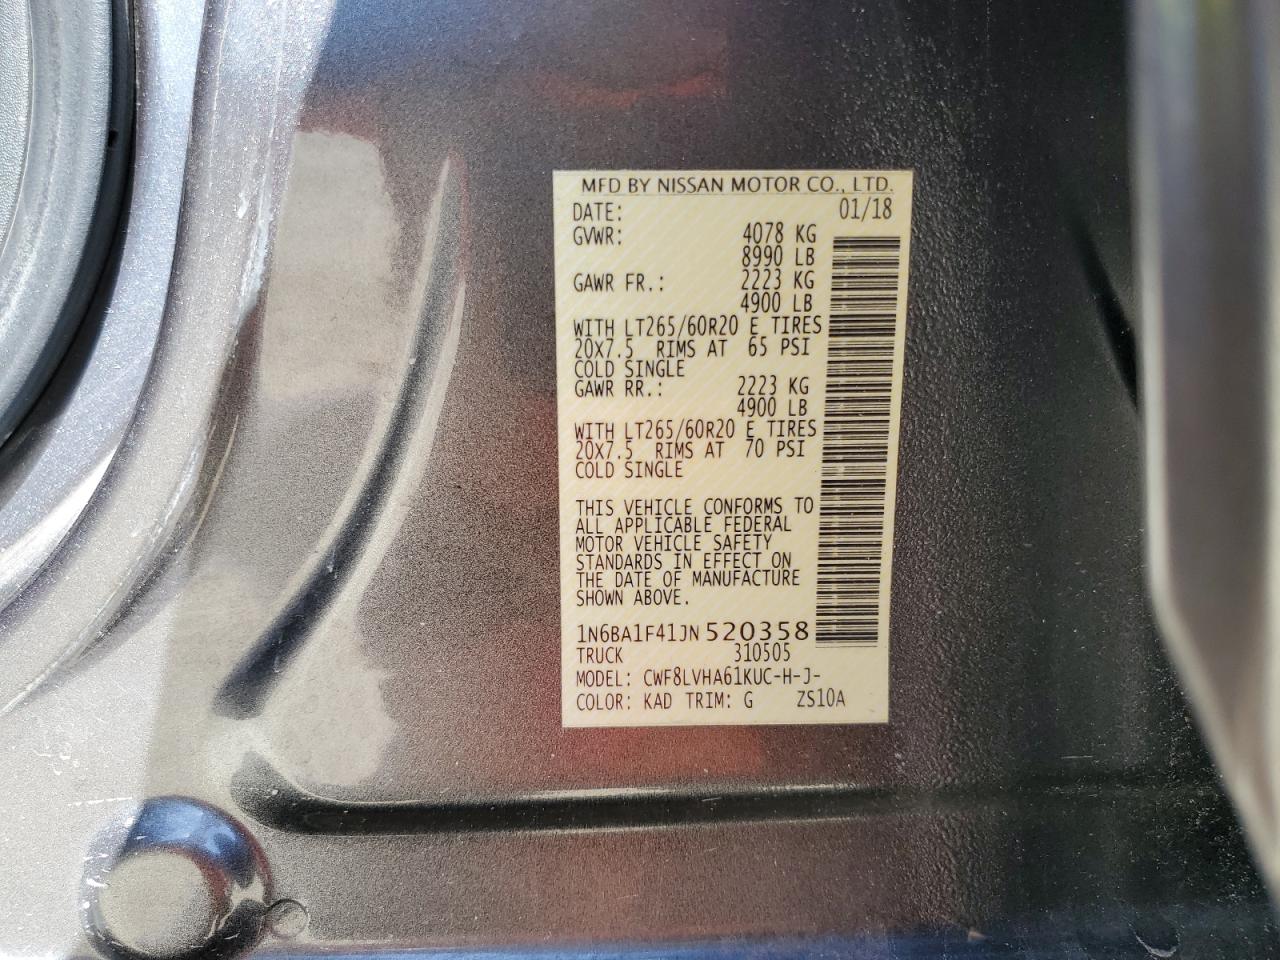 MFD BY NISSAN MOTOR CO., LTD.
DATE: 01/18
GVWR: 4078 KG
8990 LB
GAWR FR.: 2223 KG
4900 LB
WITH LT265/60R20 E TIRES
20X7.5 RIMS AT 65 PSI
COLD SINGLE
GAWR RR.: 2223 KG
4900 LB
WITH LT265/60R20 E TIRES
20X7.5 RIMS AT 70 PSI
COLD SINGLE
THIS VEHICLE CONFORMS TO
ALL APPLICABLE FEDERAL
MOTOR VEHICLE SAFETY
STANDARDS IN EFFECT ON
THE DATE OF MANUFACTURE
SHOWN ABOVE.
1N6BA1F41JN520358
TRUCK 310505
MODEL: CWF8LVHA61KUC-H-J-
COLOR: KAD TRIM: G ZS10A